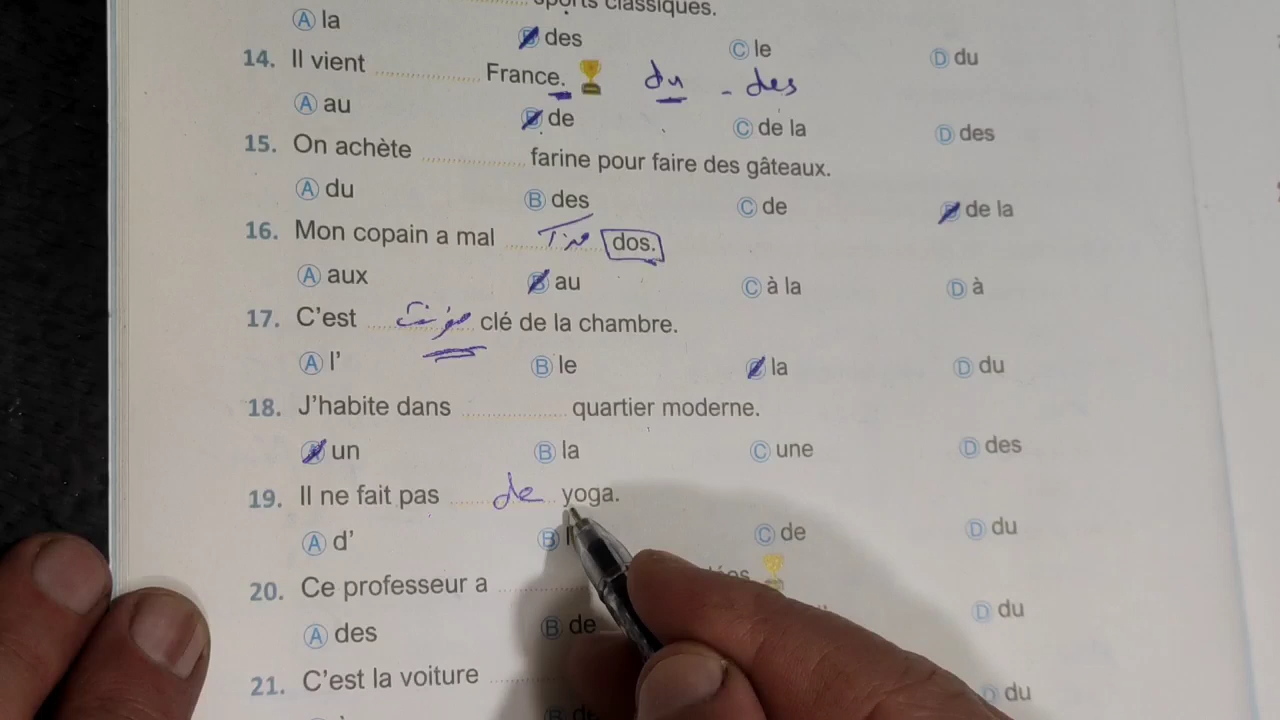 sports classiques.
A la B des C le D du
14. Il vient .................... France. du - des
A au B de C de la D des
15. On achète .................... farine pour faire des gâteaux.
A du B des C de D de la
16. Mon copain a mal .................... dos.
A aux B au C à la D à
17. C'est .................... clé de la chambre.
A l' B le C la D du
18. J'habite dans .................... quartier moderne.
A un B la C une D des
19. Il ne fait pas ...... de ...... yoga.
A d' B C de D du
20. Ce professeur a ....................
A des B de D du
21. C'est la voiture ....................
D du